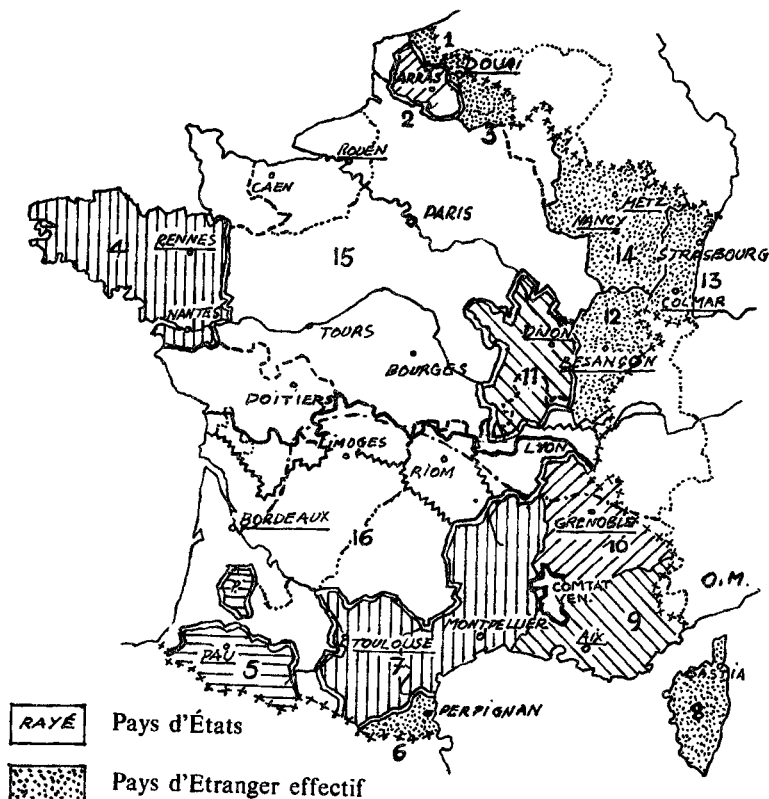 1
DOUAI
ARRAS
2
3
ROUEN
CAEN
METZ
PARIS
NANCY
STRASBOURG
4
RENNES
15
14
13
COLMAR
12
NANTES
TOURS
DIJON
BESANÇON
BOURGES
11
POITIERS
LIMOGES
LYON
RIOM
BORDEAUX
GRENOBLE
16
10
COMTAT
VEN.
O.M.
?
9
MONTPELLIER
TOULOUSE
AIX
PAU
5
7
BASTIA
PERPIGNAN
8
6
RAYÉ Pays d'États
Pays d'Etranger effectif